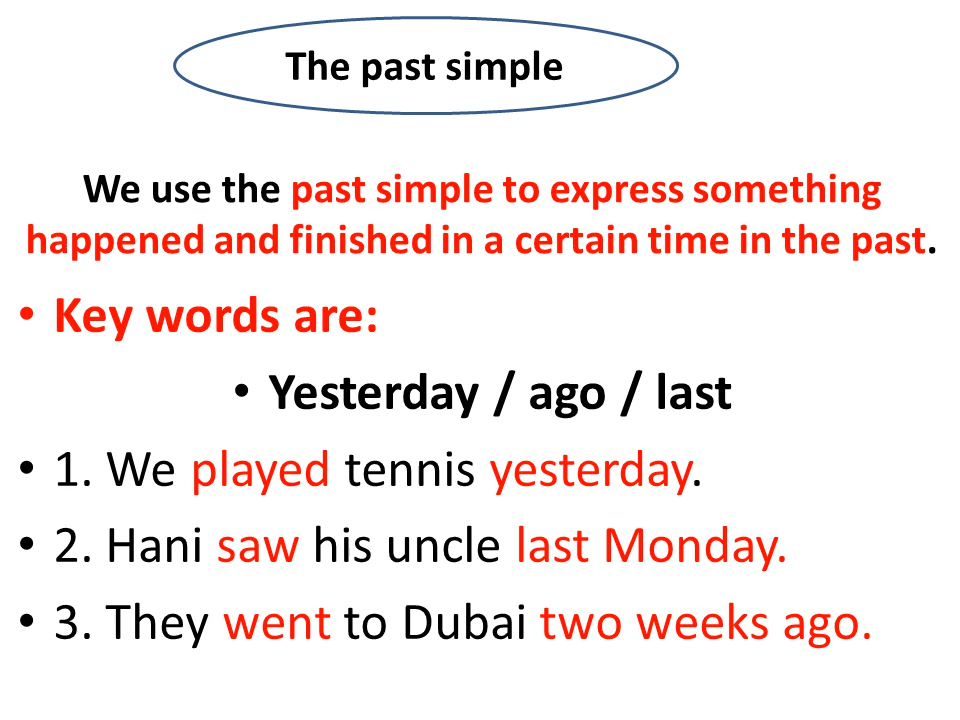 The past simple
We use the past simple to express something
happened and finished in a certain time in the past.
• Key words are:
• Yesterday / ago / last
• 1. We played tennis yesterday.
• 2. Hani saw his uncle last Monday.
• 3. They went to Dubai two weeks ago.